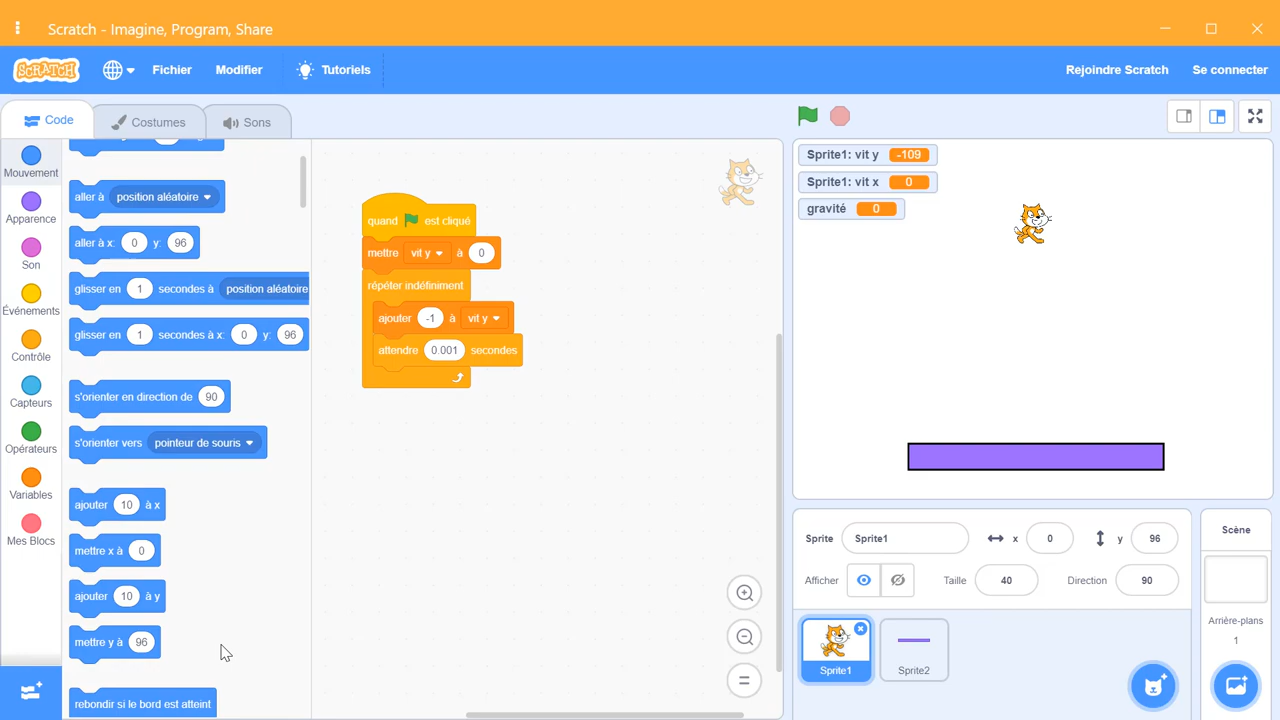 Scratch - Imagine, Program, Share
SCRATCH
Fichier
Modifier
Tutoriels
Rejoindre Scratch
Se connecter
Code
Costumes
Sons
Mouvement
Apparence
Son
Événements
Contrôle
Capteurs
Opérateurs
Variables
Mes Blocs
aller à position aléatoire
aller à x: 0 y: 96
glisser en 1 secondes à position aléatoire
glisser en 1 secondes à x: 0 y: 96
s'orienter en direction de 90
s'orienter vers pointeur de souris
ajouter 10 à x
mettre x à 0
ajouter 10 à y
mettre y à 96
rebondir si le bord est atteint
quand est cliqué
mettre vit y à 0
répéter indéfiniment
ajouter -1 à vit y
attendre 0.001 secondes
Sprite1: vit y -109
Sprite1: vit x 0
gravité 0
Sprite Sprite1 x 0 y 96
Afficher Taille 40 Direction 90
Sprite1
Sprite2
Scène
Arrière-plans
1